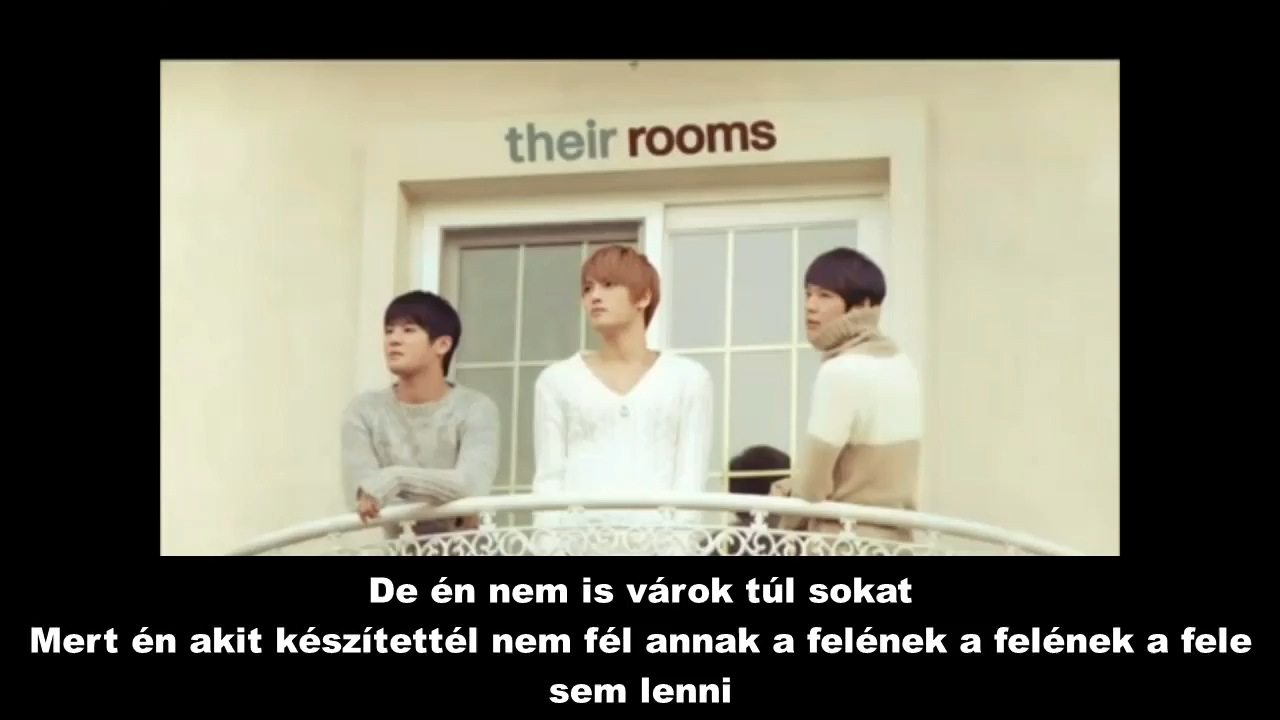 their rooms
De én nem is várok túl sokat
Mert én akit készítettél nem fél annak a felének a felének a fele
sem lenni